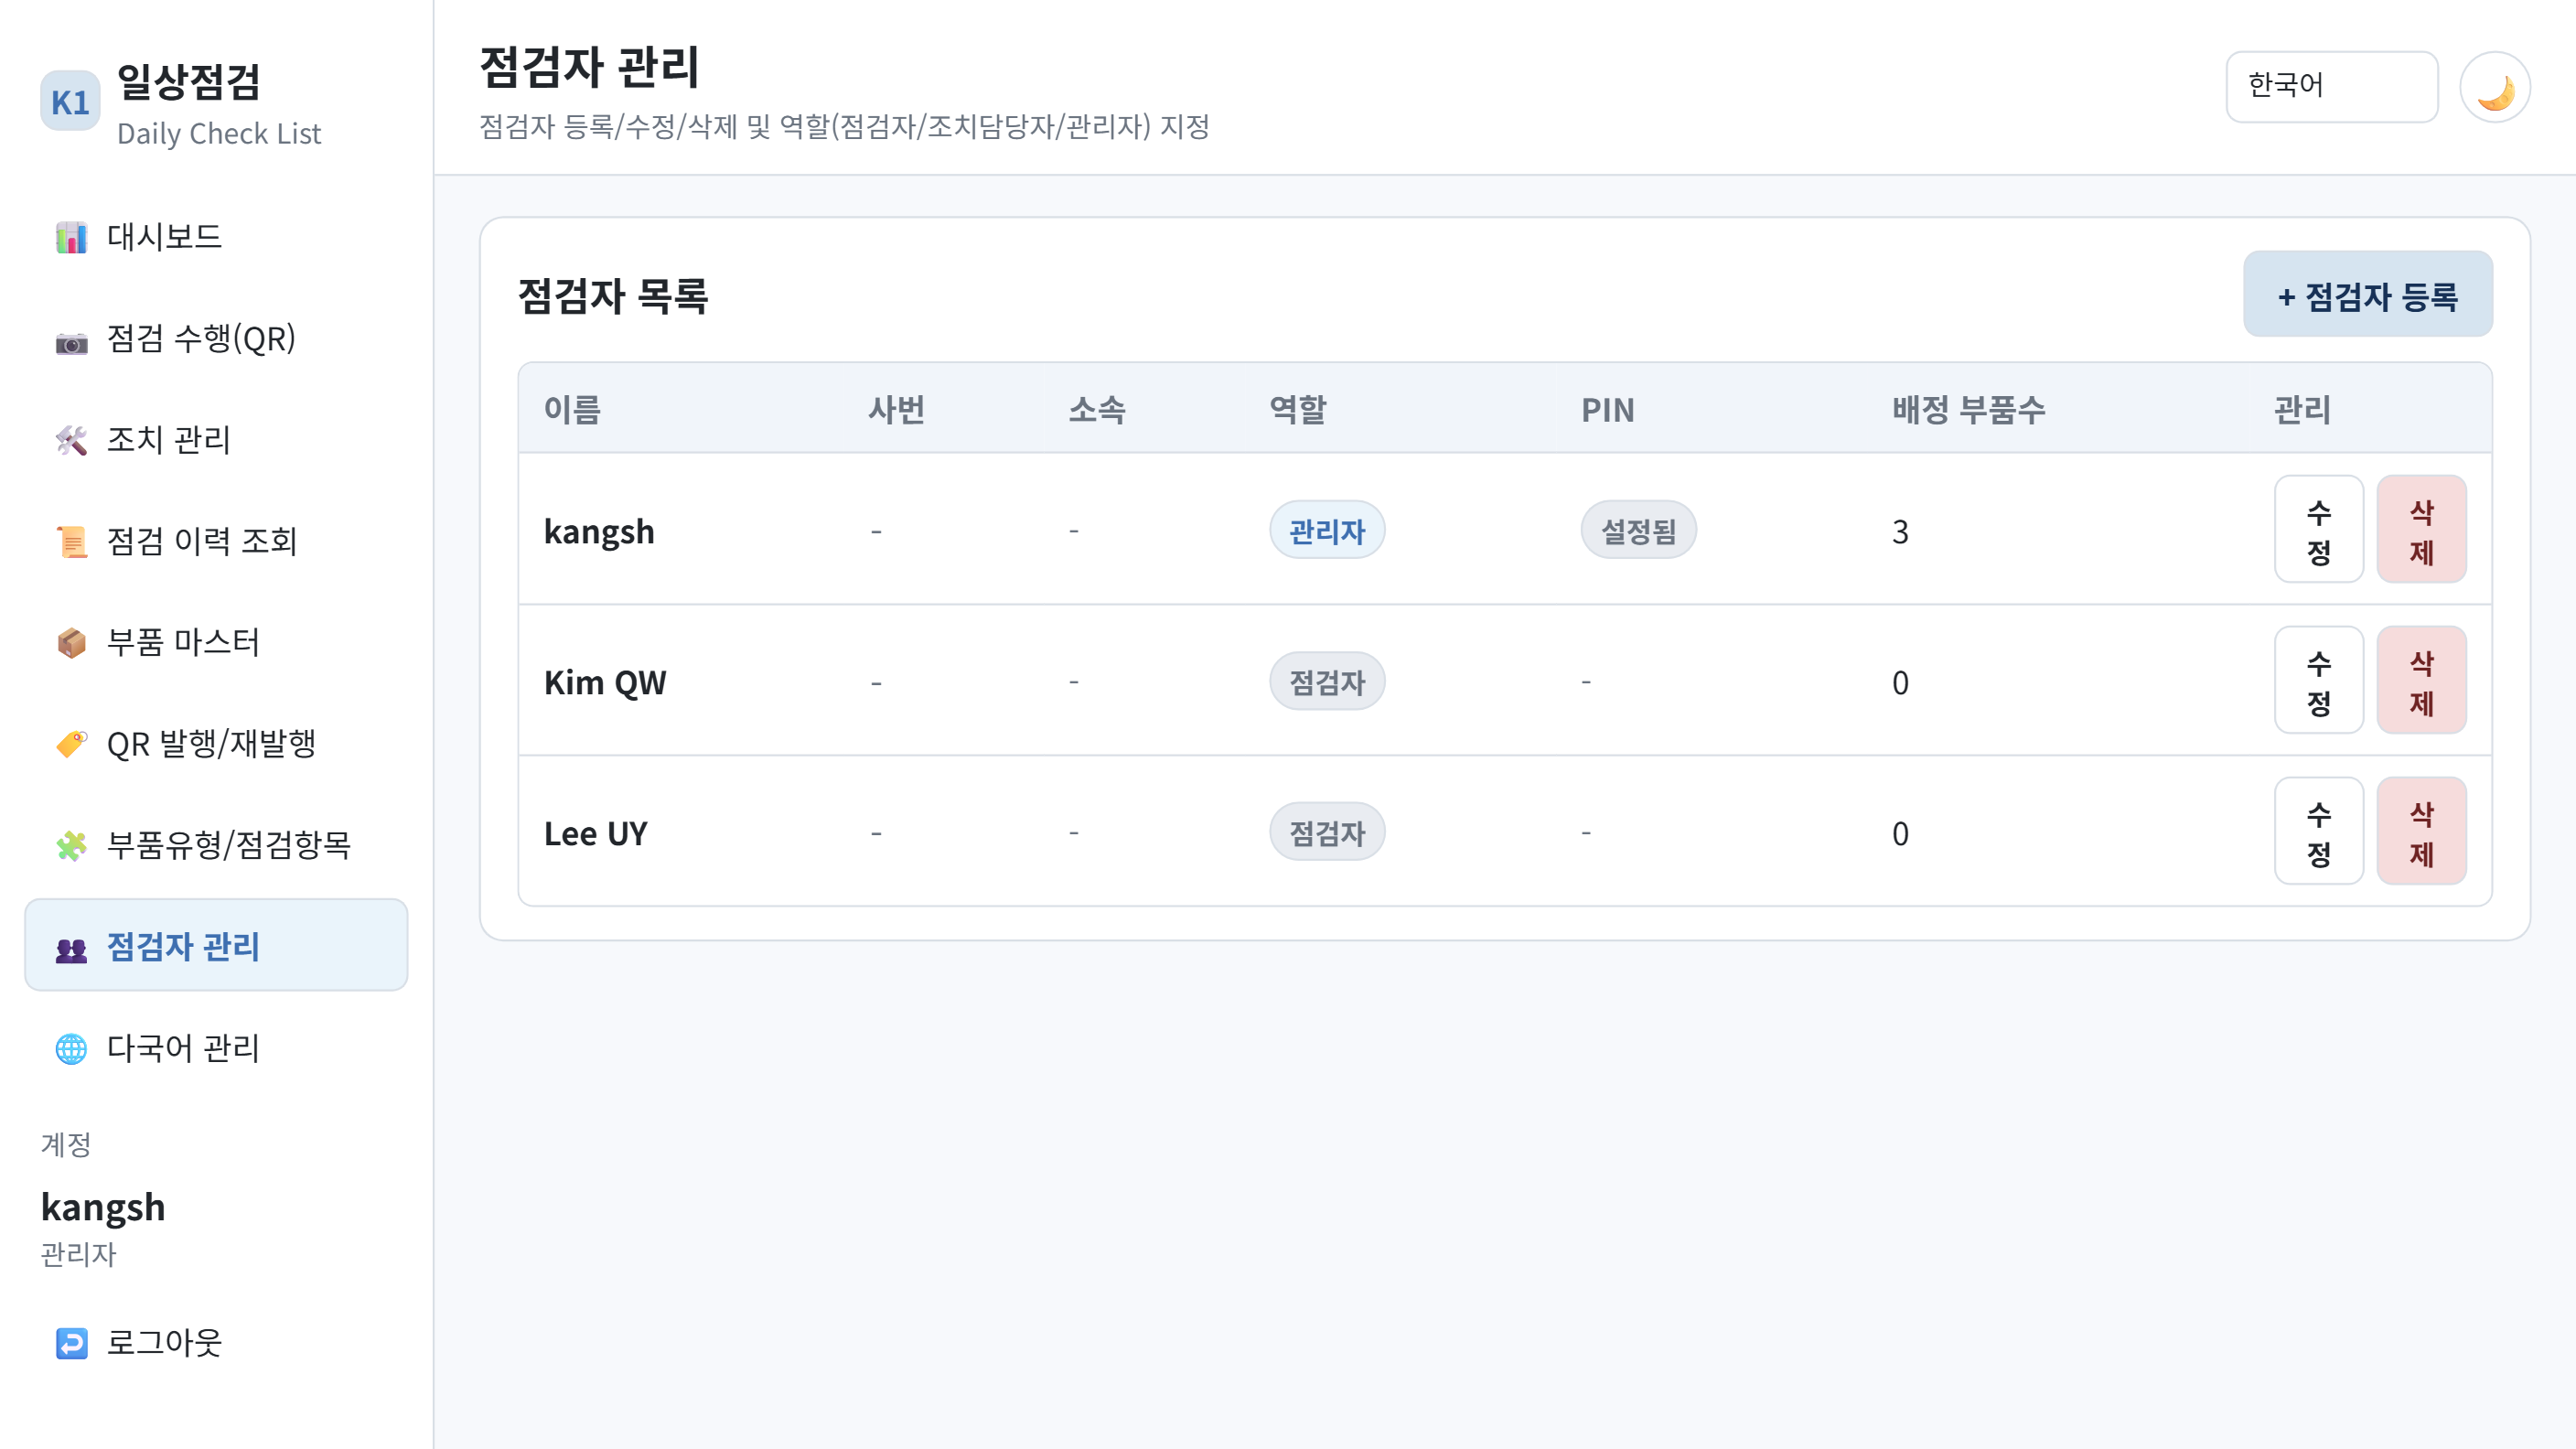 K1
일상점검
Daily Check List
대시보드
점검 수행(QR)
조치 관리
점검 이력 조회
부품 마스터
QR 발행/재발행
부품유형/점검항목
점검자 관리
다국어 관리
계정
kangsh
관리자
로그아웃
점검자 관리
점검자 등록/수정/삭제 및 역할(점검자/조치담당자/관리자) 지정
한국어
점검자 목록
+ 점검자 등록
이름 사번 소속 역할 PIN 배정 부품수 관리
kangsh - - 관리자 설정됨 3 수정 삭제
Kim QW - - 점검자 - 0 수정 삭제
Lee UY - - 점검자 - 0 수정 삭제